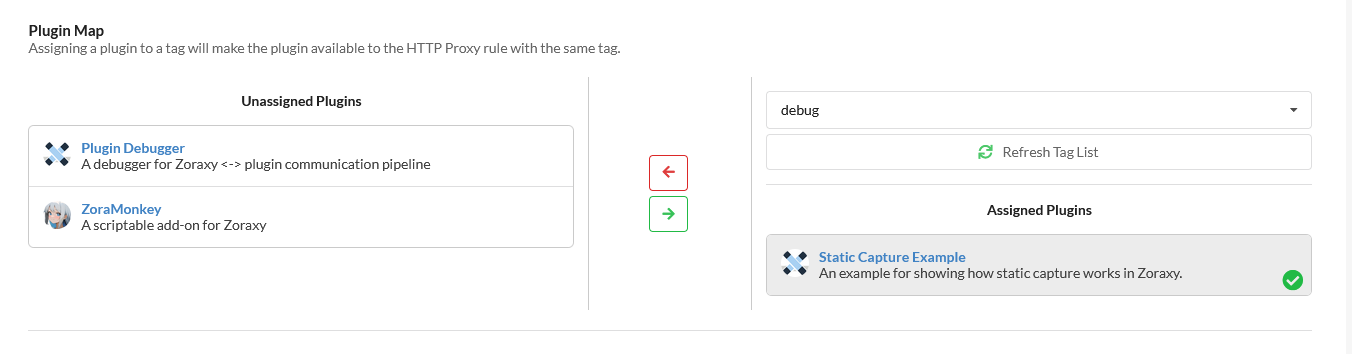 Plugin Map
Assigning a plugin to a tag will make the plugin available to the HTTP Proxy rule with the same tag.
Unassigned Plugins
Plugin Debugger
A debugger for Zoraxy <-> plugin communication pipeline
ZoraMonkey
A scriptable add-on for Zoraxy
debug
Refresh Tag List
Assigned Plugins
Static Capture Example
An example for showing how static capture works in Zoraxy.